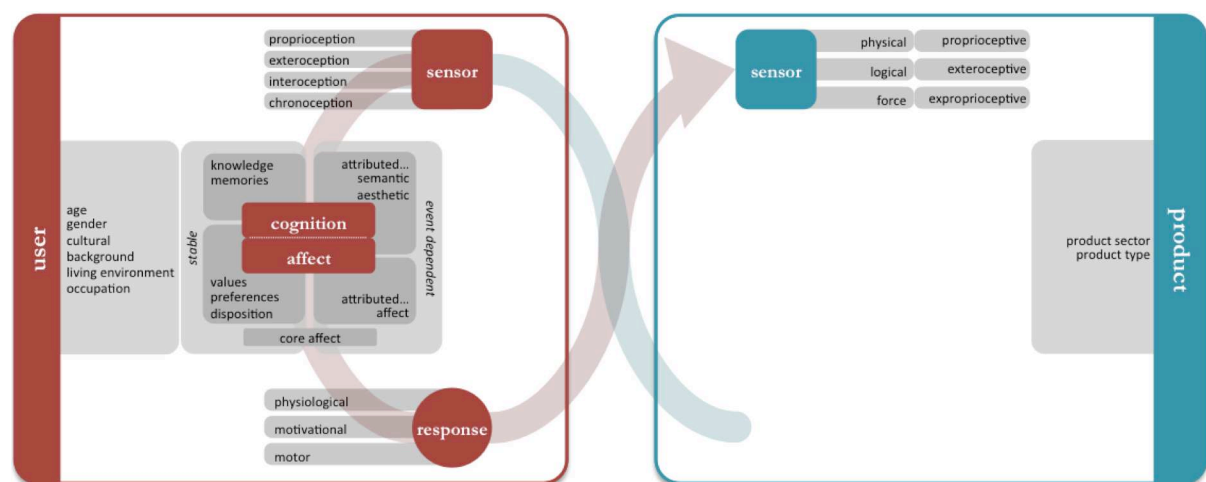 user
proprioception
exteroception
interoception
chronoception
sensor
age
gender
cultural
background
living environment
occupation
stable
knowledge
memories
attributed...
semantic
aesthetic
cognition
affect
event dependent
values
preferences
disposition
attributed...
affect
core affect
physiological
motivational
motor
response
sensor
physical
proprioceptive
logical
exteroceptive
force
exproprioceptive
product sector
product type
product